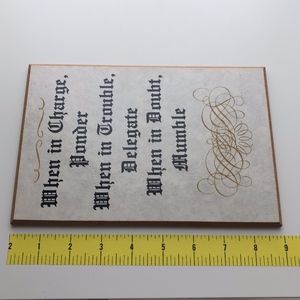 When in Charge,
Ponder
When in Trouble,
Delegate
When in Doubt,
Mumble
2 1 2 3 4 5 6 7 8 9